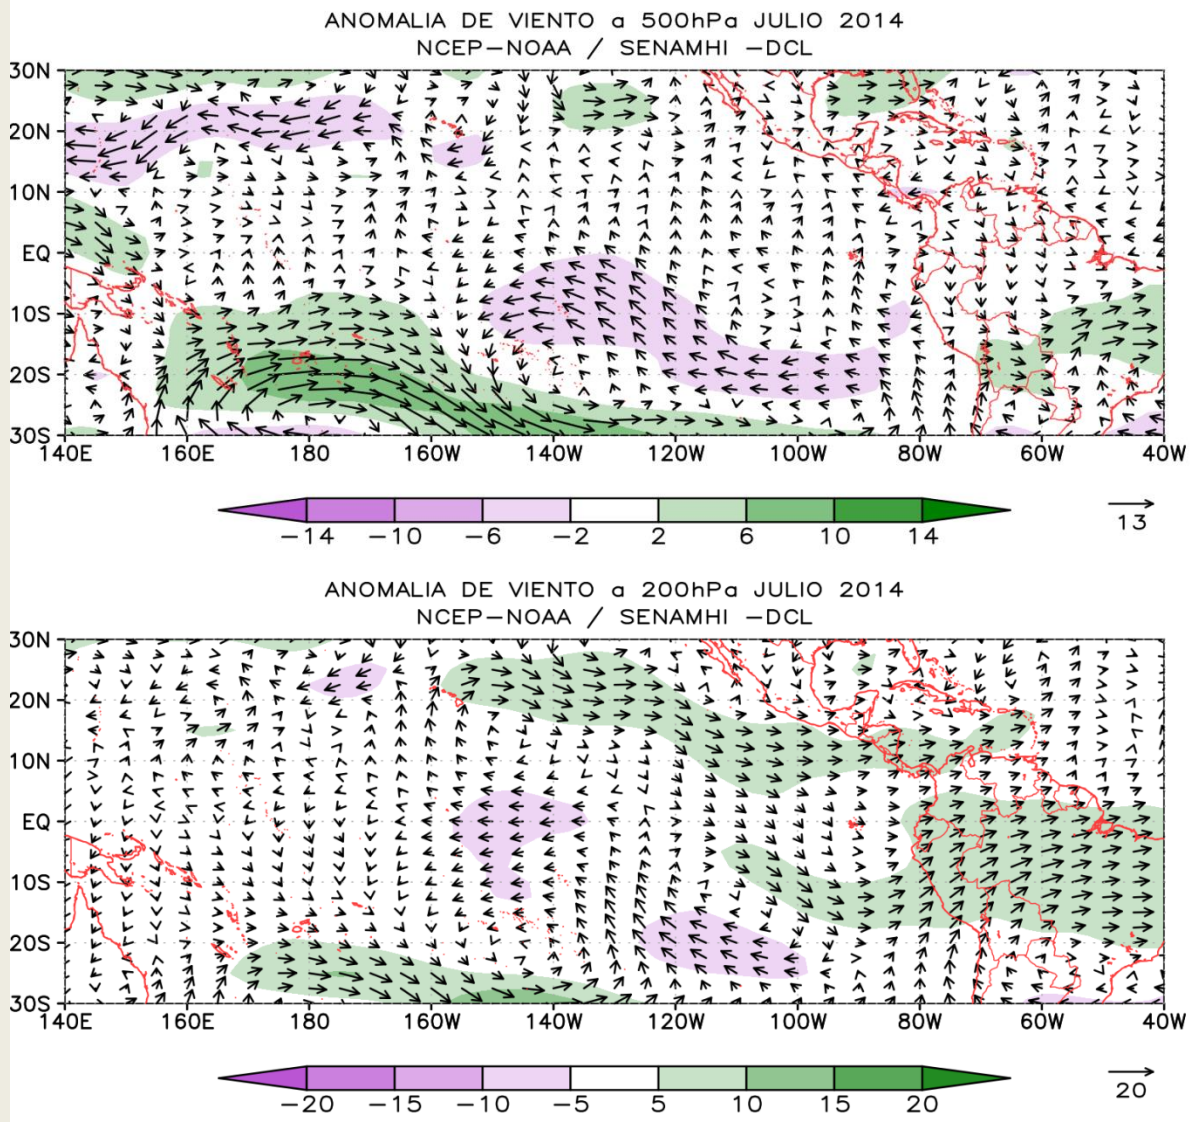 ANOMALIA DE VIENTO a 500hPa JULIO 2014
NCEP-NOAA / SENAMHI -DCL
30N
20N
10N
EQ
10S
20S
30S
140E 160E 180 160W 140W 120W 100W 80W 60W 40W
-14 -10 -6 -2 2 6 10 14
13
ANOMALIA DE VIENTO a 200hPa JULIO 2014
NCEP-NOAA / SENAMHI -DCL
30N
20N
10N
EQ
10S
20S
30S
140E 160E 180 160W 140W 120W 100W 80W 60W 40W
-20 -15 -10 -5 5 10 15 20
20